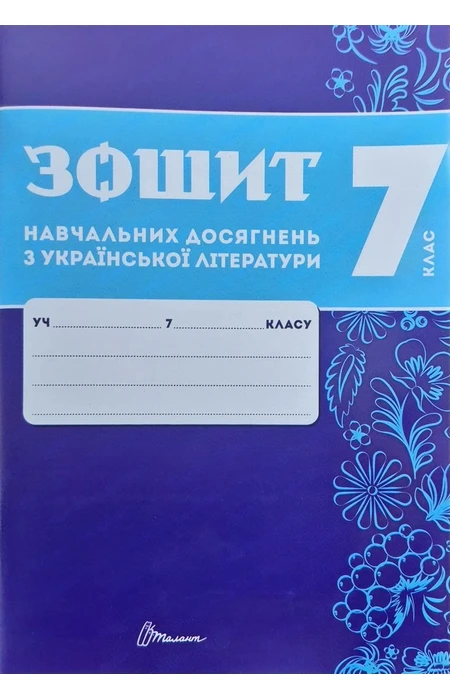 ЗОШИТ
НАВЧАЛЬНИХ ДОСЯГНЕНЬ
З УКРАЇНСЬКОЇ ЛІТЕРАТУРИ
7
КЛАС
УЧ 7 КЛАСУ
Талант